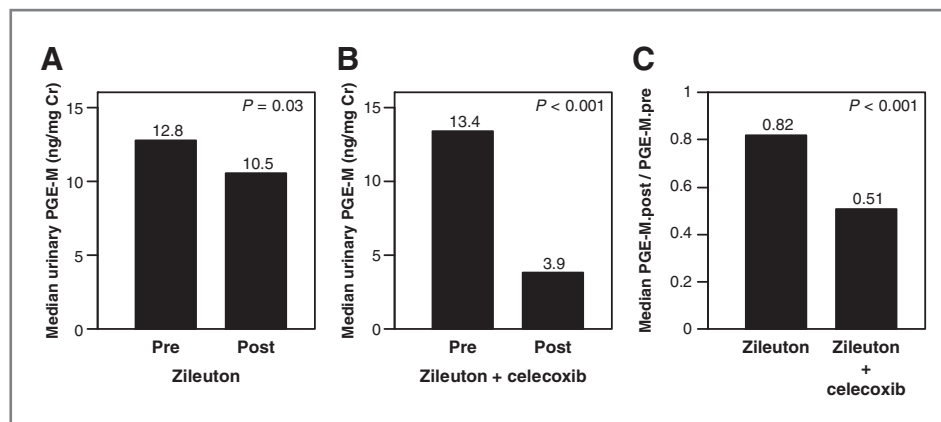 A
Median urinary PGE-M (ng/mg Cr)
15
10
5
0
P = 0.03
12.8
10.5
Pre Post
Zileuton
B
Median urinary PGE-M (ng/mg Cr)
15
10
5
0
P < 0.001
13.4
3.9
Pre Post
Zileuton + celecoxib
C
Median PGE-M.post / PGE-M.pre
1
0.8
0.6
0.4
0.2
0
P < 0.001
0.82
0.51
Zileuton Zileuton
+
celecoxib